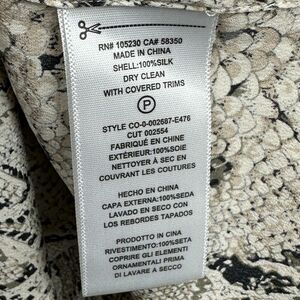 RN# 105230 CA# 58350
MADE IN CHINA
SHELL:100%SILK
DRY CLEAN
WITH COVERED TRIMS
P
STYLE CO-0-002687-E476
CUT 002554
FABRIQUÉ EN CHINE
EXTÉRIEUR:100%SOIE
NETTOYER À SEC EN
COUVRANT LES COUTURES
HECHO EN CHINA
CAPA EXTERNA:100%SEDA
LAVADO EN SECO CON
LOS REBORDES TAPADOS
PRODOTTO IN CINA
RIVESTIMENTO:100%SETA
COPRIRE GLI ELEMENTI
ORNAMENTALI PRIMA
DI LAVARE A SECCO